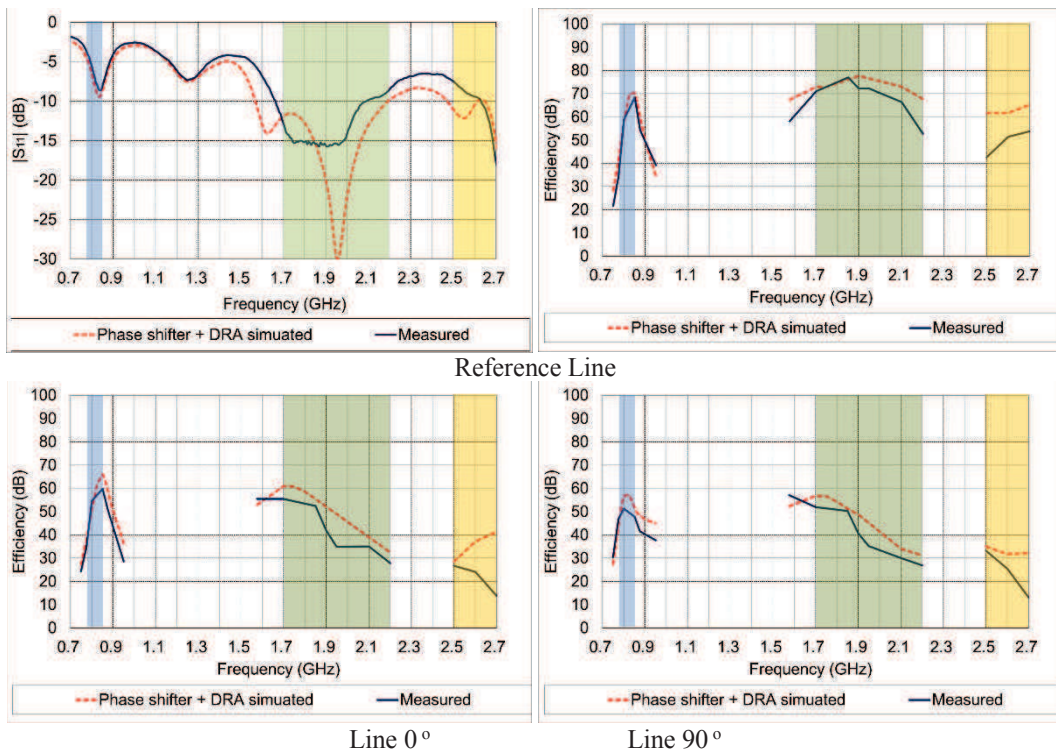 0
-5
-10
-15
-20
-25
-30
|S11| (dB)
0.7 0.9 1.1 1.3 1.5 1.7 1.9 2.1 2.3 2.5 2.7
Frequency (GHz)
Phase shifter + DRA simuated Measured
100
90
80
70
60
50
40
30
20
10
0
Efficiency (dB)
0.7 0.9 1.1 1.3 1.5 1.7 1.9 2.1 2.3 2.5 2.7
Frequency (GHz)
Phase shifter + DRA simuated Measured
Reference Line
100
90
80
70
60
50
40
30
20
10
0
Efficiency (dB)
0.7 0.9 1.1 1.3 1.5 1.7 1.9 2.1 2.3 2.5 2.7
Frequency (GHz)
Phase shifter + DRA simuated Measured
100
90
80
70
60
50
40
30
20
10
0
Efficiency (dB)
0.7 0.9 1.1 1.3 1.5 1.7 1.9 2.1 2.3 2.5 2.7
Frequency (GHz)
Phase shifter + DRA simuated Measured
Line 0 º Line 90 º